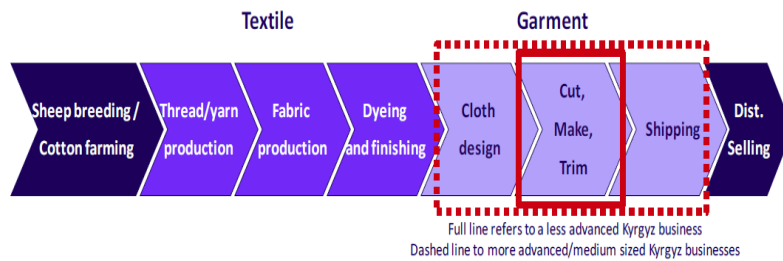 Textile
Garment
Sheep breeding /
Cotton farming
Thread/yarn
production
Fabric
production
Dyeing
and finishing
Cloth
design
Cut,
Make,
Trim
Shipping
Dist.
Selling
Full line refers to a less advanced Kyrgyz business
Dashed line to more advanced/medium sized Kyrgyz businesses